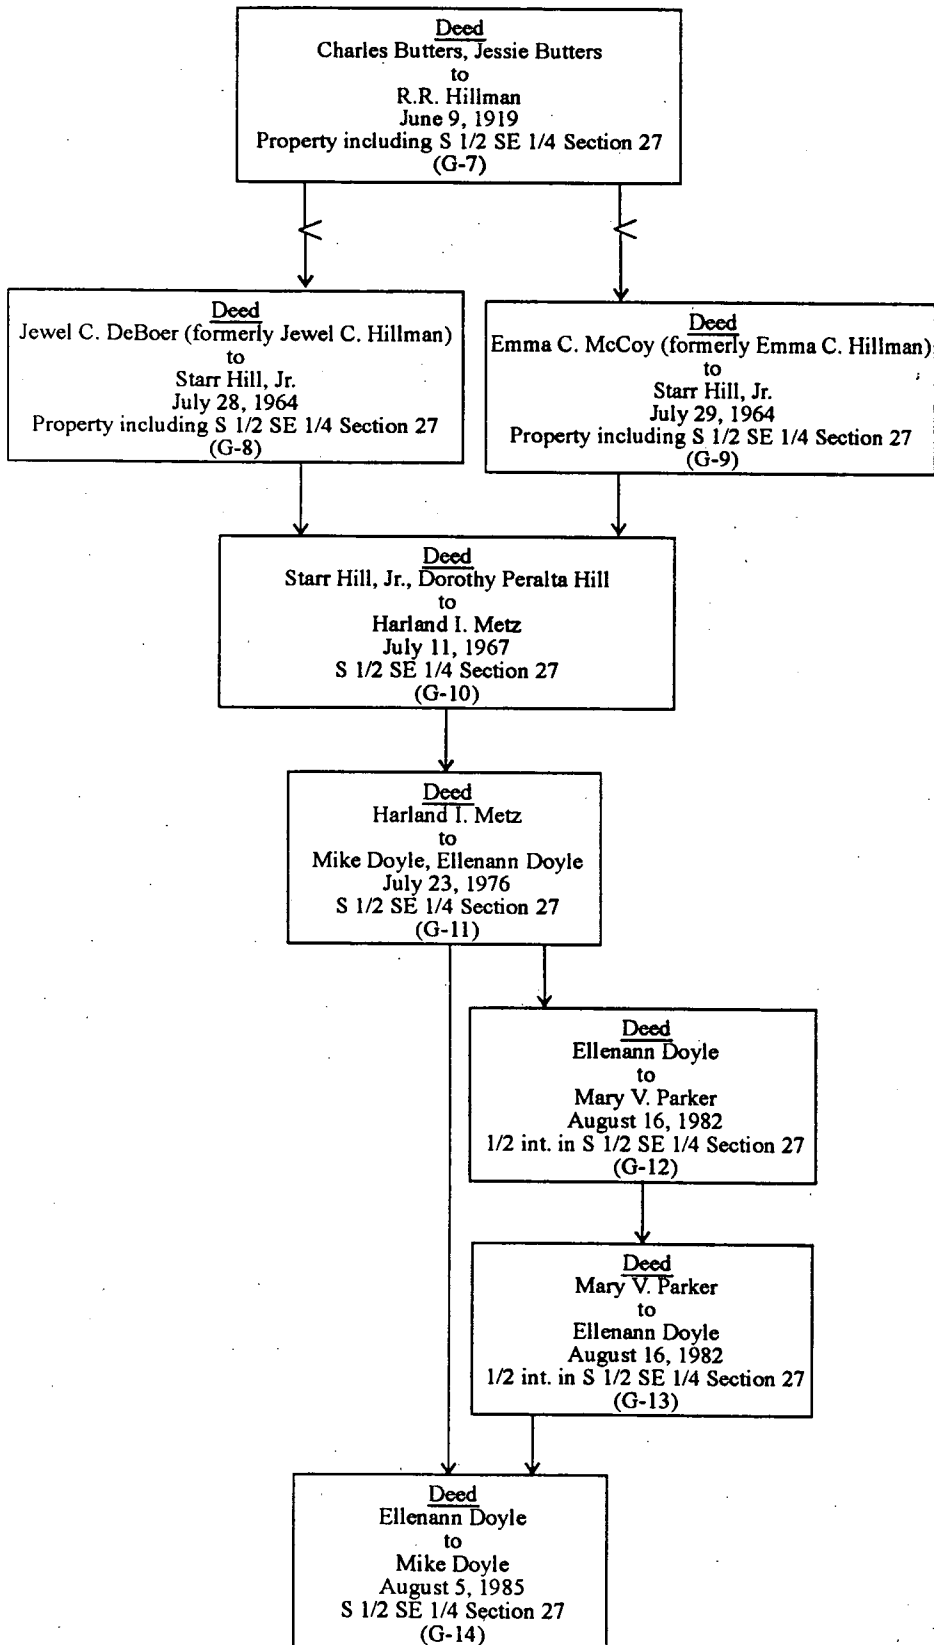 Deed
Charles Butters, Jessie Butters
to
R.R. Hillman
June 9, 1919
Property including S 1/2 SE 1/4 Section 27
(G-7)
Deed
Jewel C. DeBoer (formerly Jewel C. Hillman)
to
Starr Hill, Jr.
July 28, 1964
Property including S 1/2 SE 1/4 Section 27
(G-8)
Deed
Emma C. McCoy (formerly Emma C. Hillman)
to
Starr Hill, Jr.
July 29, 1964
Property including S 1/2 SE 1/4 Section 27
(G-9)
Deed
Starr Hill, Jr., Dorothy Peralta Hill
to
Harland I. Metz
July 11, 1967
S 1/2 SE 1/4 Section 27
(G-10)
Deed
Harland I. Metz
to
Mike Doyle, Ellenann Doyle
July 23, 1976
S 1/2 SE 1/4 Section 27
(G-11)
Deed
Ellenann Doyle
to
Mary V. Parker
August 16, 1982
1/2 int. in S 1/2 SE 1/4 Section 27
(G-12)
Deed
Mary V. Parker
to
Ellenann Doyle
August 16, 1982
1/2 int. in S 1/2 SE 1/4 Section 27
(G-13)
Deed
Ellenann Doyle
to
Mike Doyle
August 5, 1985
S 1/2 SE 1/4 Section 27
(G-14)